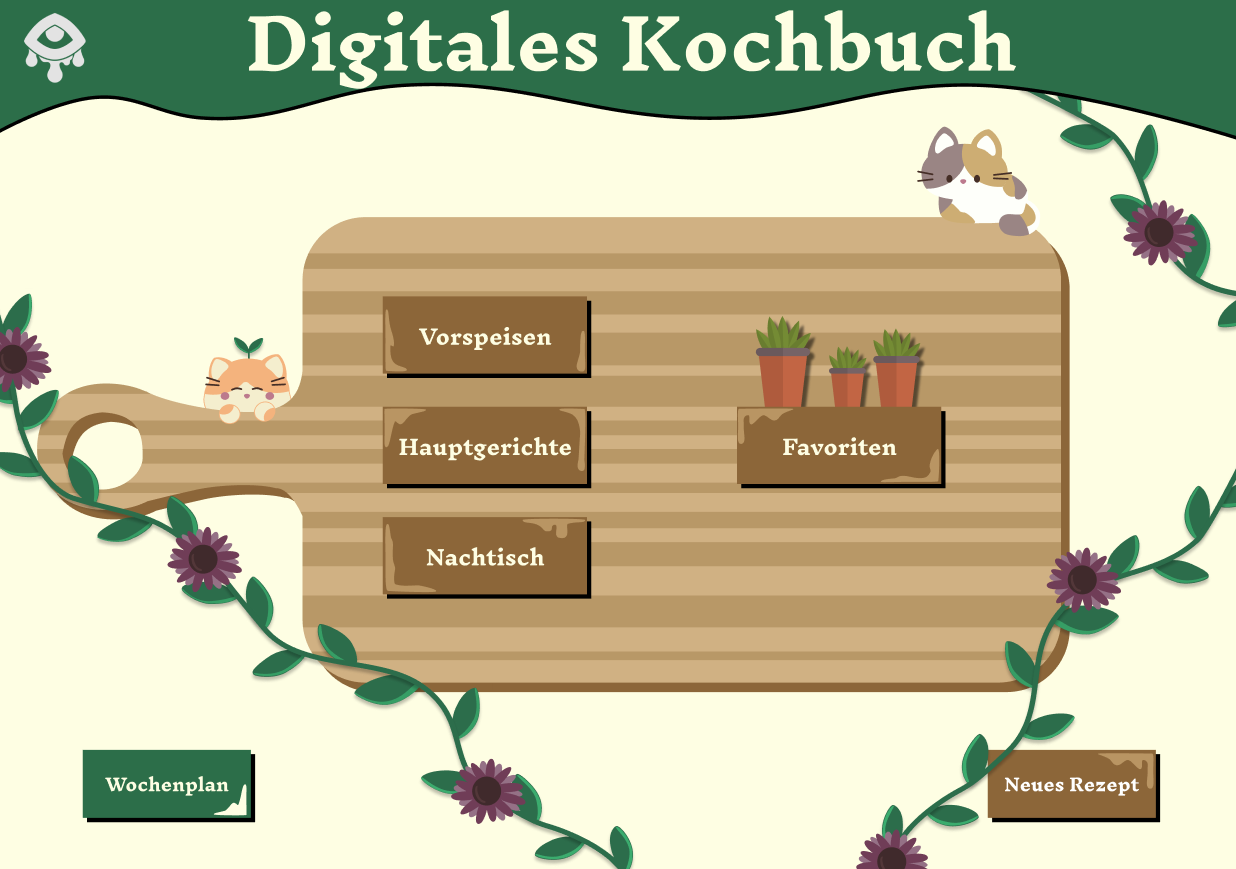 Digitales Kochbuch
Vorspeisen
Hauptgerichte
Favoriten
Nachtisch
Wochenplan
Neues Rezept